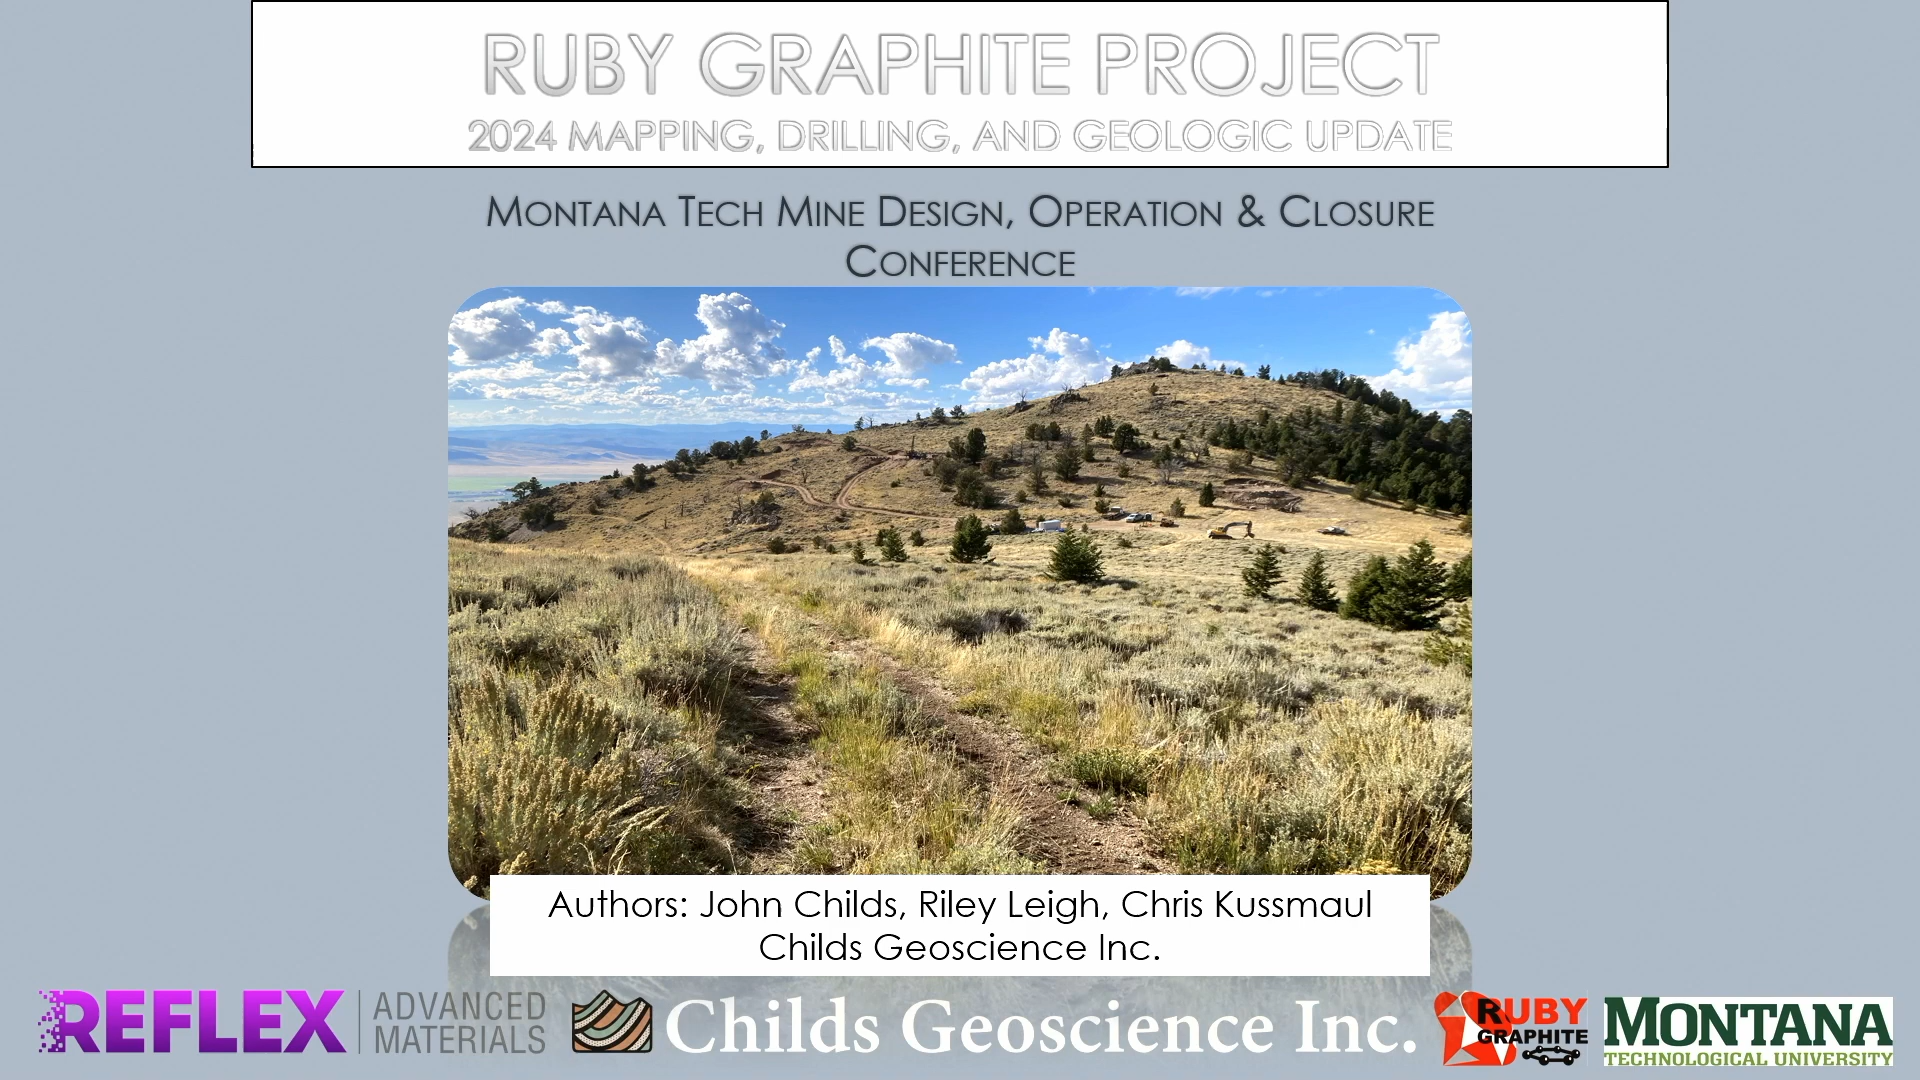 RUBY GRAPHITE PROJECT
2024 MAPPING, DRILLING, AND GEOLOGIC UPDATE
MONTANA TECH MINE DESIGN, OPERATION & CLOSURE
CONFERENCE
Authors: John Childs, Riley Leigh, Chris Kussmaul
Childs Geoscience Inc.
REFLEX
ADVANCED
MATERIALS
Childs Geoscience Inc.
RUBY
GRAPHITE
MONTANA
TECHNOLOGICAL UNIVERSITY